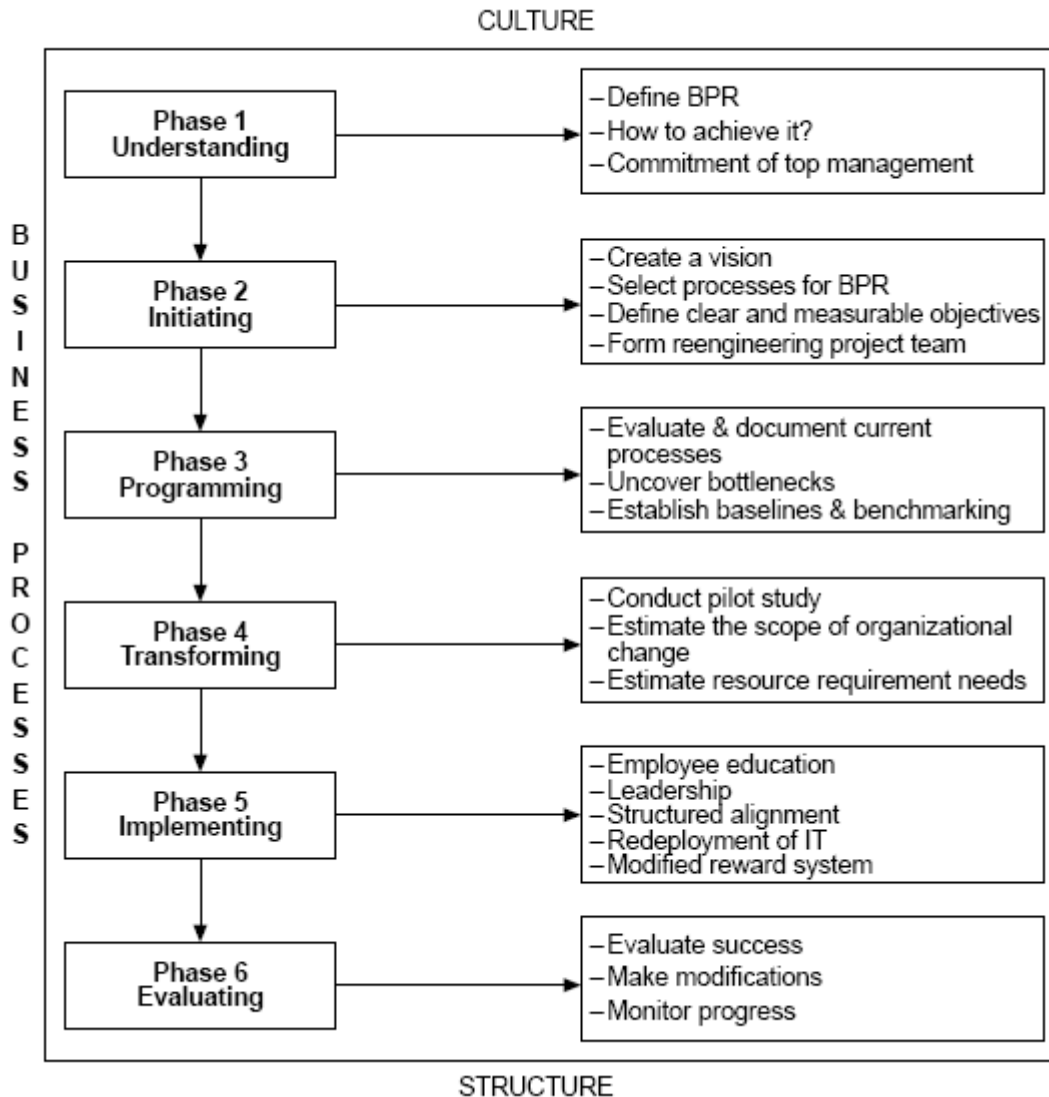 CULTURE
BUSINESS PROCESSES
Phase 1
Understanding
–Define BPR
–How to achieve it?
–Commitment of top management
Phase 2
Initiating
–Create a vision
–Select processes for BPR
–Define clear and measurable objectives
–Form reengineering project team
Phase 3
Programming
–Evaluate & document current
processes
–Uncover bottlenecks
–Establish baselines & benchmarking
Phase 4
Transforming
–Conduct pilot study
–Estimate the scope of organizational
change
–Estimate resource requirement needs
Phase 5
Implementing
–Employee education
–Leadership
–Structured alignment
–Redeployment of IT
–Modified reward system
Phase 6
Evaluating
–Evaluate success
–Make modifications
–Monitor progress
STRUCTURE